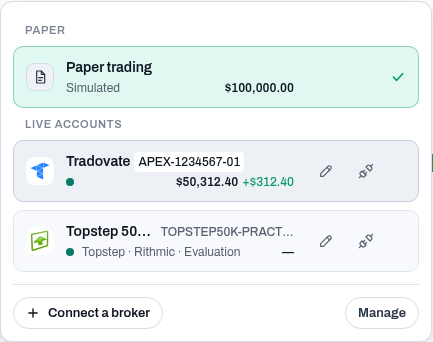 PAPER
Paper trading
Simulated $100,000.00
LIVE ACCOUNTS
Tradovate APEX-1234567-01
$50,312.40 +$312.40
Topstep 50... TOPSTEP50K-PRACT...
Topstep · Rithmic · Evaluation —
+ Connect a broker Manage